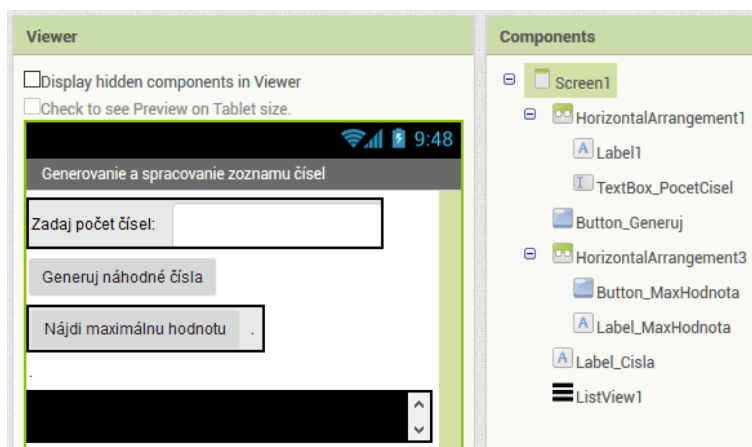 Viewer
Display hidden components in Viewer
Check to see Preview on Tablet size.
9:48
Generovanie a spracovanie zoznamu čísel
Zadaj počet čísel:
Generuj náhodné čísla
Nájdi maximálnu hodnotu .
.
Components
Screen1
HorizontalArrangement1
A Label1
TextBox_PocetCisel
Button_Generuj
HorizontalArrangement3
Button_MaxHodnota
A Label_MaxHodnota
A Label_Cisla
ListView1